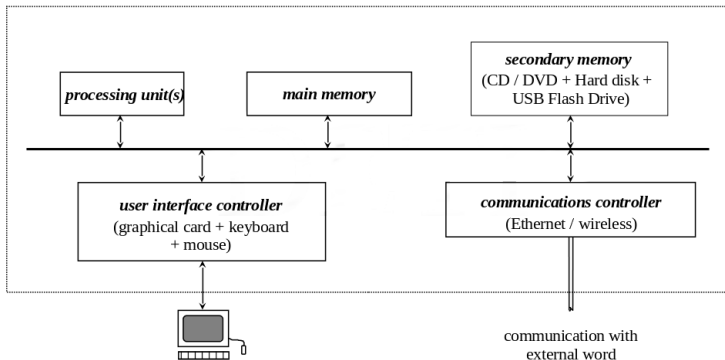 processing unit(s)
main memory
secondary memory
(CD / DVD + Hard disk +
USB Flash Drive)
user interface controller
(graphical card + keyboard
+ mouse)
communications controller
(Ethernet / wireless)
communication with
external word